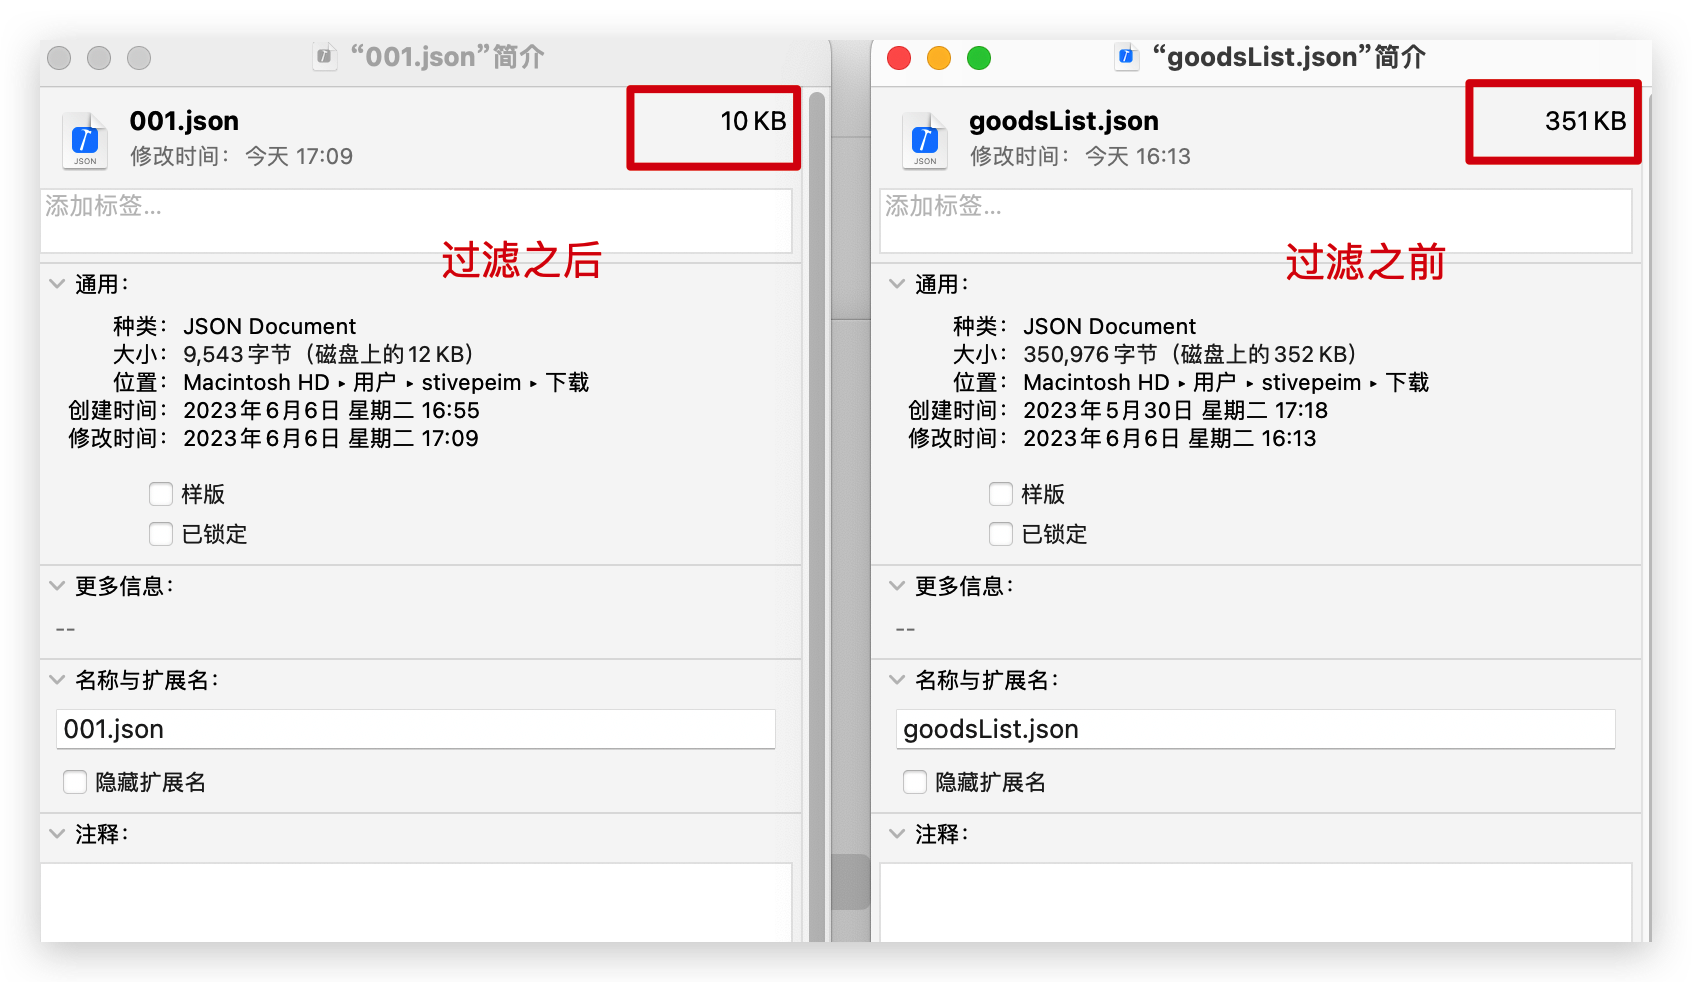 “001.json”简介
001.json
10 KB
JSON
修改时间： 今天 17:09
添加标签...
过滤之后
通用：
种类： JSON Document
大小： 9,543 字节（磁盘上的 12 KB）
位置： Macintosh HD ▸ 用户 ▸ stivepeim ▸ 下载
创建时间： 2023年6月6日 星期二 16:55
修改时间： 2023年6月6日 星期二 17:09
样版
已锁定
更多信息：
--
名称与扩展名：
001.json
隐藏扩展名
注释：
“goodsList.json”简介
goodsList.json
351 KB
JSON
修改时间： 今天 16:13
添加标签...
过滤之前
通用：
种类： JSON Document
大小： 350,976 字节（磁盘上的 352 KB）
位置： Macintosh HD ▸ 用户 ▸ stivepeim ▸ 下载
创建时间： 2023年5月30日 星期二 17:18
修改时间： 2023年6月6日 星期二 16:13
样版
已锁定
更多信息：
--
名称与扩展名：
goodsList.json
隐藏扩展名
注释：